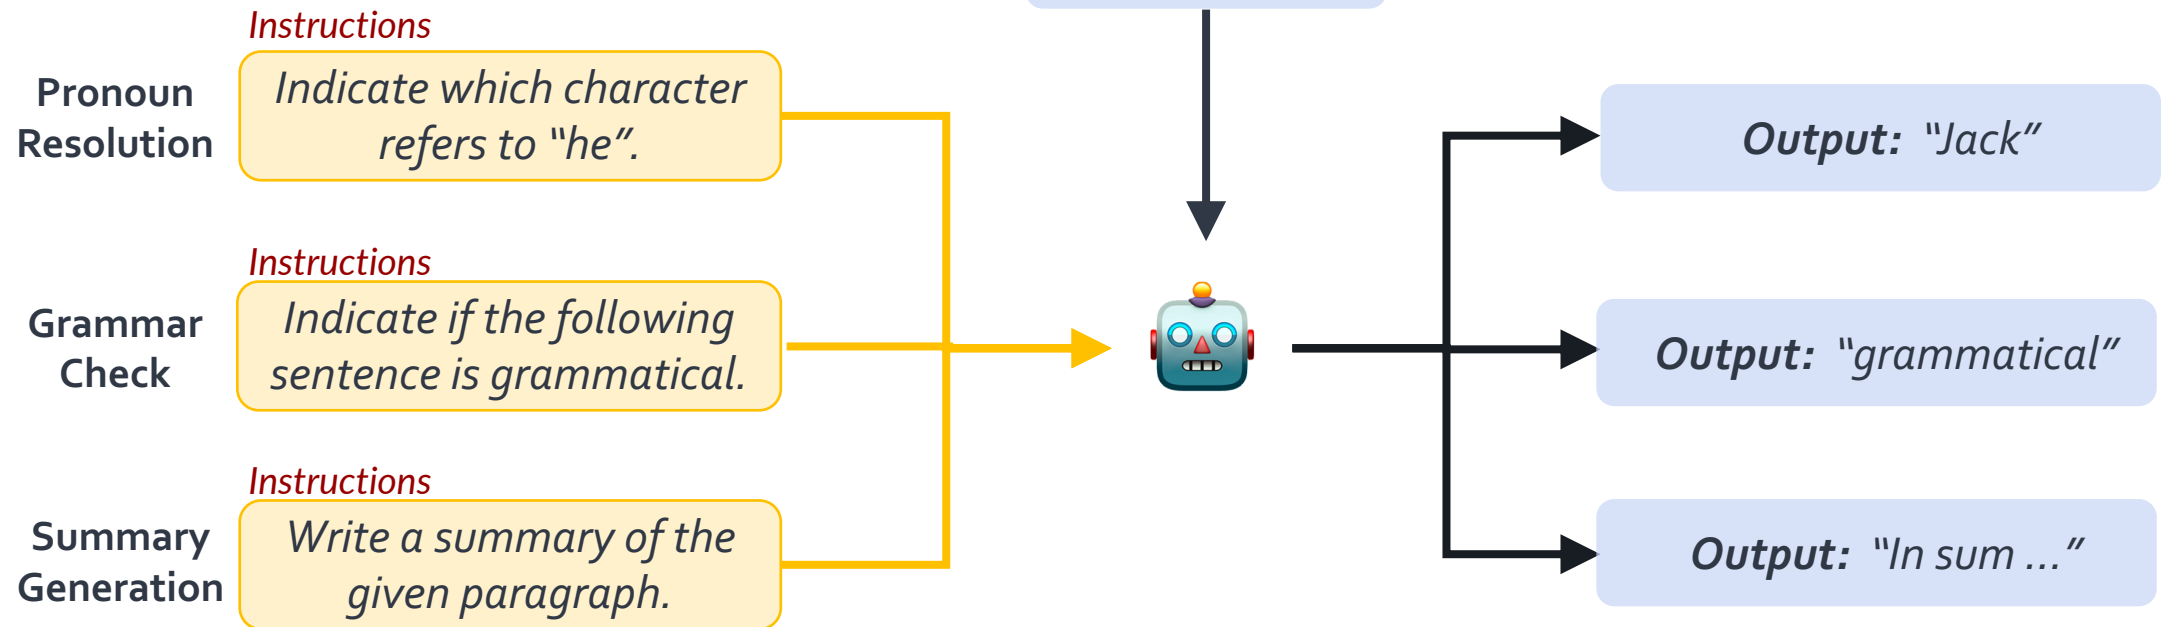 Instructions
Pronoun
Resolution
Indicate which character
refers to “he”.
Output: “Jack”
Instructions
Grammar
Check
Indicate if the following
sentence is grammatical.
Output: “grammatical”
Instructions
Summary
Generation
Write a summary of the
given paragraph.
Output: “In sum ...”